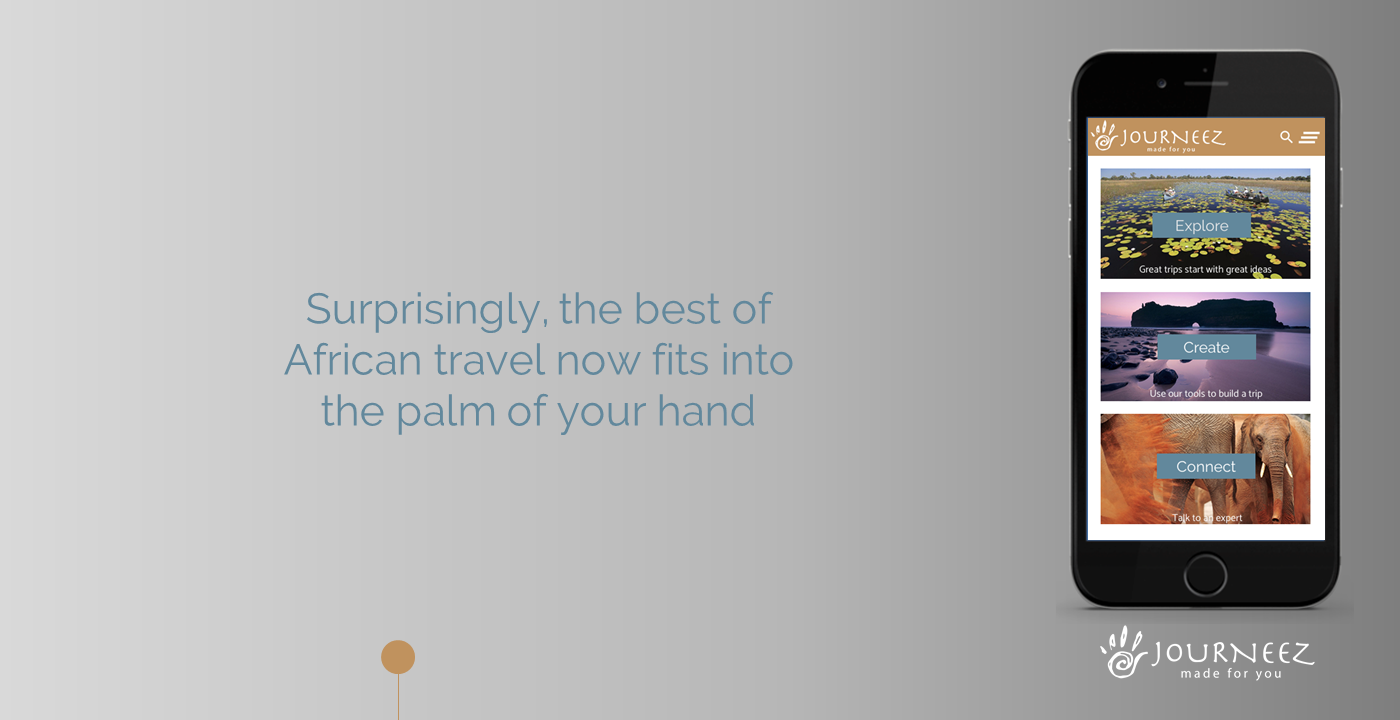 Surprisingly, the best of
African travel now fits into
the palm of your hand
JOURNEEZ
made for you
Explore
Great trips start with great ideas
Create
Use our tools to build a trip
Connect
Talk to an expert
JOURNEEZ
made for you